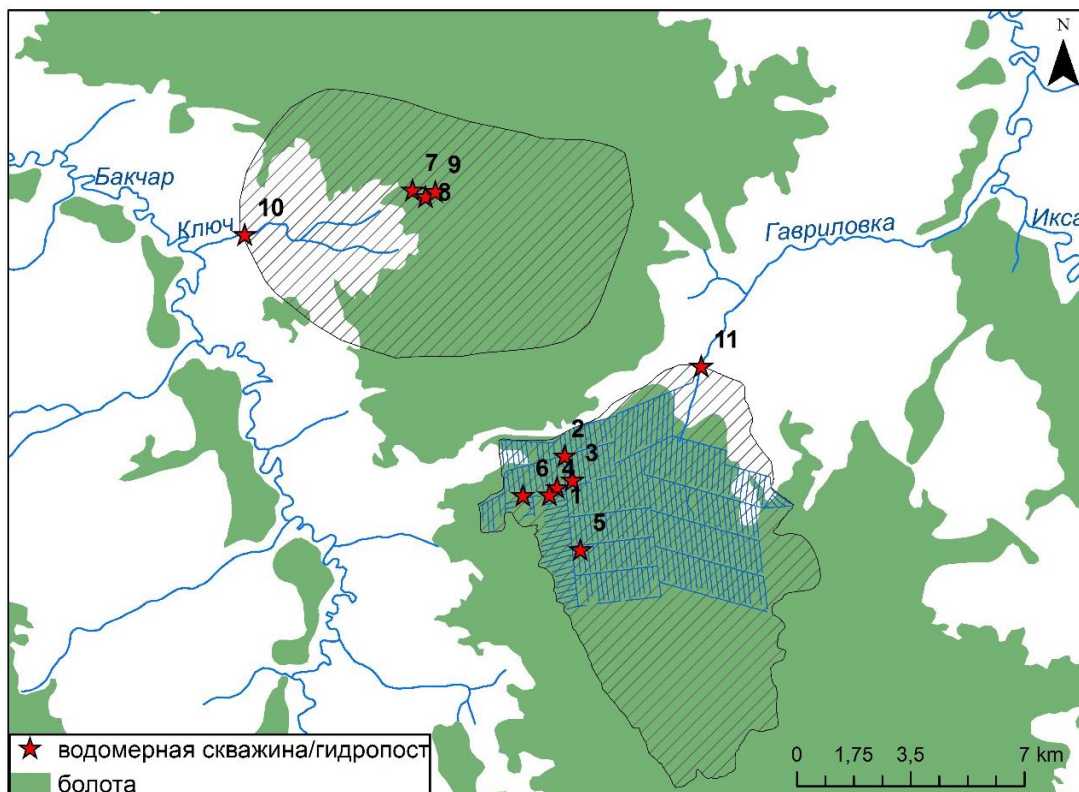 N
7 9
8
Бакчар
Ключ
10
Гавриловка
Икса
11
2
3
6 4
1
5
водомерная скважина/гидропост
болота
0 1,75 3,5 7 km